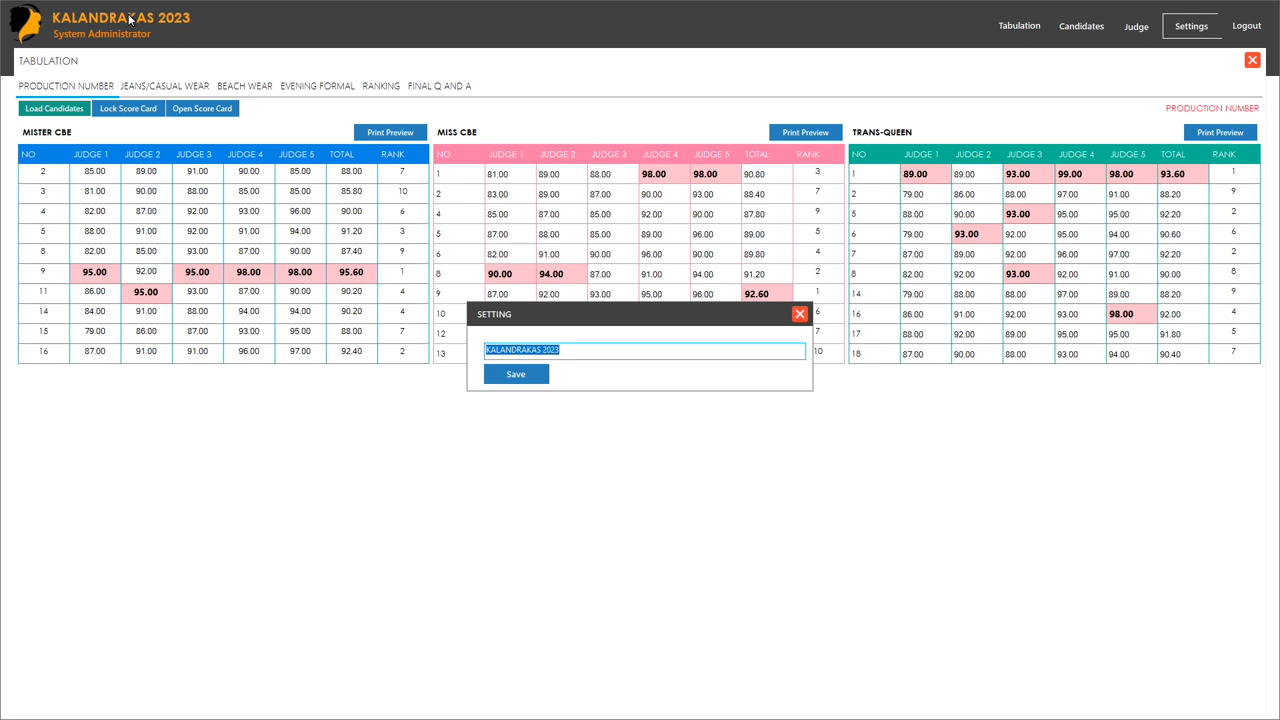 KALANDRAKAS 2023
System Administrator
Tabulation Candidates Judge Settings Logout
TABULATION
PRODUCTION NUMBER JEANS/CASUAL WEAR BEACH WEAR EVENING FORMAL RANKING FINAL Q AND A
Load Candidates Lock Score Card Open Score Card PRODUCTION NUMBER
MISTER CBE Print Preview
NO JUDGE 1 JUDGE 2 JUDGE 3 JUDGE 4 JUDGE 5 TOTAL RANK
2 85.00 89.00 91.00 90.00 85.00 88.00 7
3 81.00 90.00 88.00 85.00 85.00 85.80 10
4 82.00 87.00 92.00 93.00 96.00 90.00 6
5 88.00 91.00 92.00 91.00 94.00 91.20 3
8 82.00 85.00 93.00 87.00 90.00 87.40 9
9 95.00 92.00 95.00 98.00 98.00 95.60 1
11 86.00 95.00 93.00 87.00 90.00 90.20 4
14 84.00 91.00 88.00 94.00 94.00 90.20 4
15 79.00 86.00 87.00 93.00 95.00 88.00 7
16 87.00 91.00 91.00 96.00 97.00 92.40 2
MISS CBE Print Preview
NO JUDGE 1 JUDGE 2 JUDGE 3 JUDGE 4 JUDGE 5 TOTAL RANK
1 81.00 89.00 88.00 98.00 98.00 90.80 3
2 83.00 89.00 89.00 90.00 93.00 88.40 7
4 85.00 87.00 85.00 92.00 90.00 87.80 9
5 87.00 88.00 85.00 89.00 96.00 89.00 5
6 82.00 91.00 90.00 90.00 96.00 89.80 4
8 90.00 94.00 87.00 91.00 94.00 91.20 2
9 87.00 92.00 93.00 95.00 96.00 92.60 1
10 6
12 7
13 10
TRANS-QUEEN Print Preview
NO JUDGE 1 JUDGE 2 JUDGE 3 JUDGE 4 JUDGE 5 TOTAL RANK
1 89.00 89.00 93.00 99.00 98.00 93.60 1
2 79.00 86.00 88.00 97.00 91.00 88.20 9
5 88.00 90.00 93.00 95.00 95.00 92.20 2
6 79.00 93.00 92.00 95.00 94.00 90.60 6
7 88.00 89.00 92.00 96.00 96.00 92.20 2
8 82.00 92.00 93.00 88.00 92.00 89.40 8
14 79.00 88.00 88.00 97.00 89.00 88.20 9
16 86.00 91.00 92.00 93.00 98.00 92.00 4
17 88.00 92.00 89.00 95.00 95.00 91.80 5
18 87.00 90.00 88.00 93.00 94.00 90.40 7
SETTING
KALANDRAKAS 2023
Save